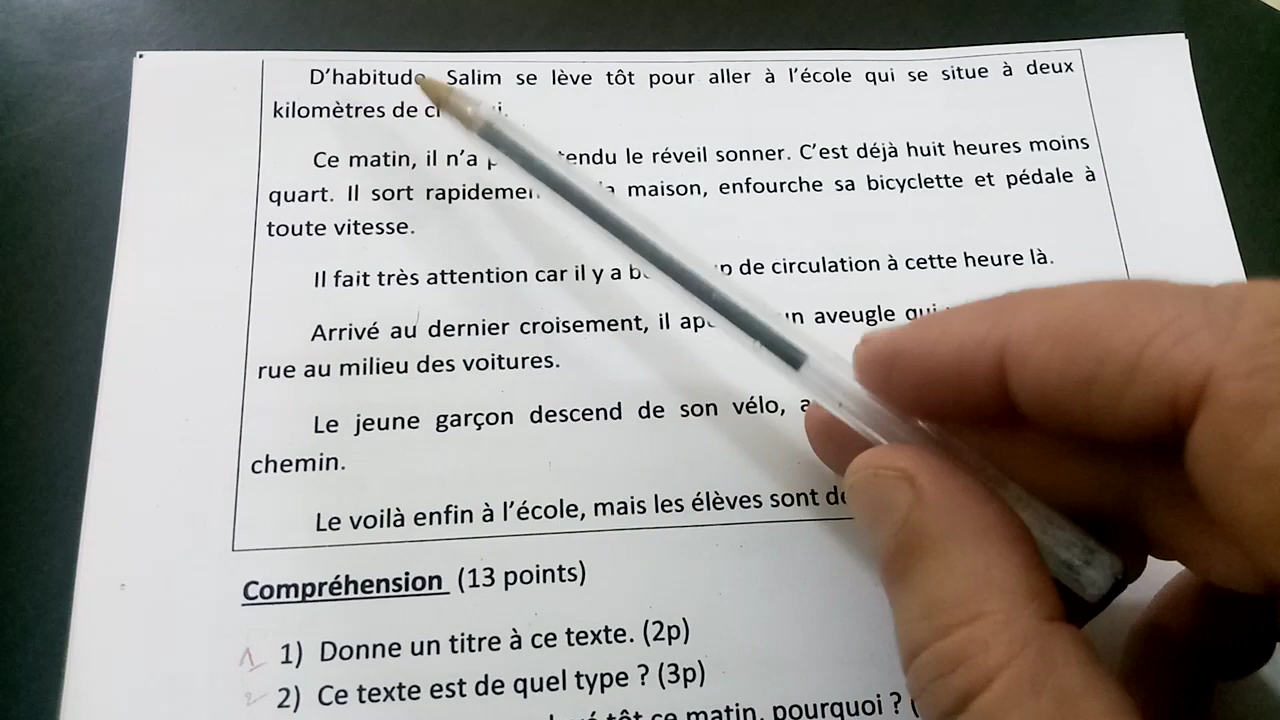 D'habitude Salim se lève tôt pour aller à l'école qui se situe à deux
kilomètres de
Ce matin, il n'a le réveil sonner. C'est déjà huit heures moins
quart. Il sort maison, enfourche sa bicyclette et pédale à
toute vitesse.
Il fait très attention car il y a de circulation à cette heure là.
Arrivé au dernier croisement, il aveugle
rue au milieu des voitures.
Le jeune garçon descend de son vélo,
chemin.
Le voilà enfin à l'école, mais les élèves sont
Compréhension (13 points)
1) Donne un titre à ce texte. (2p)
2) Ce texte est de quel type ? (3p)
tôt ce matin, pourquoi ? (